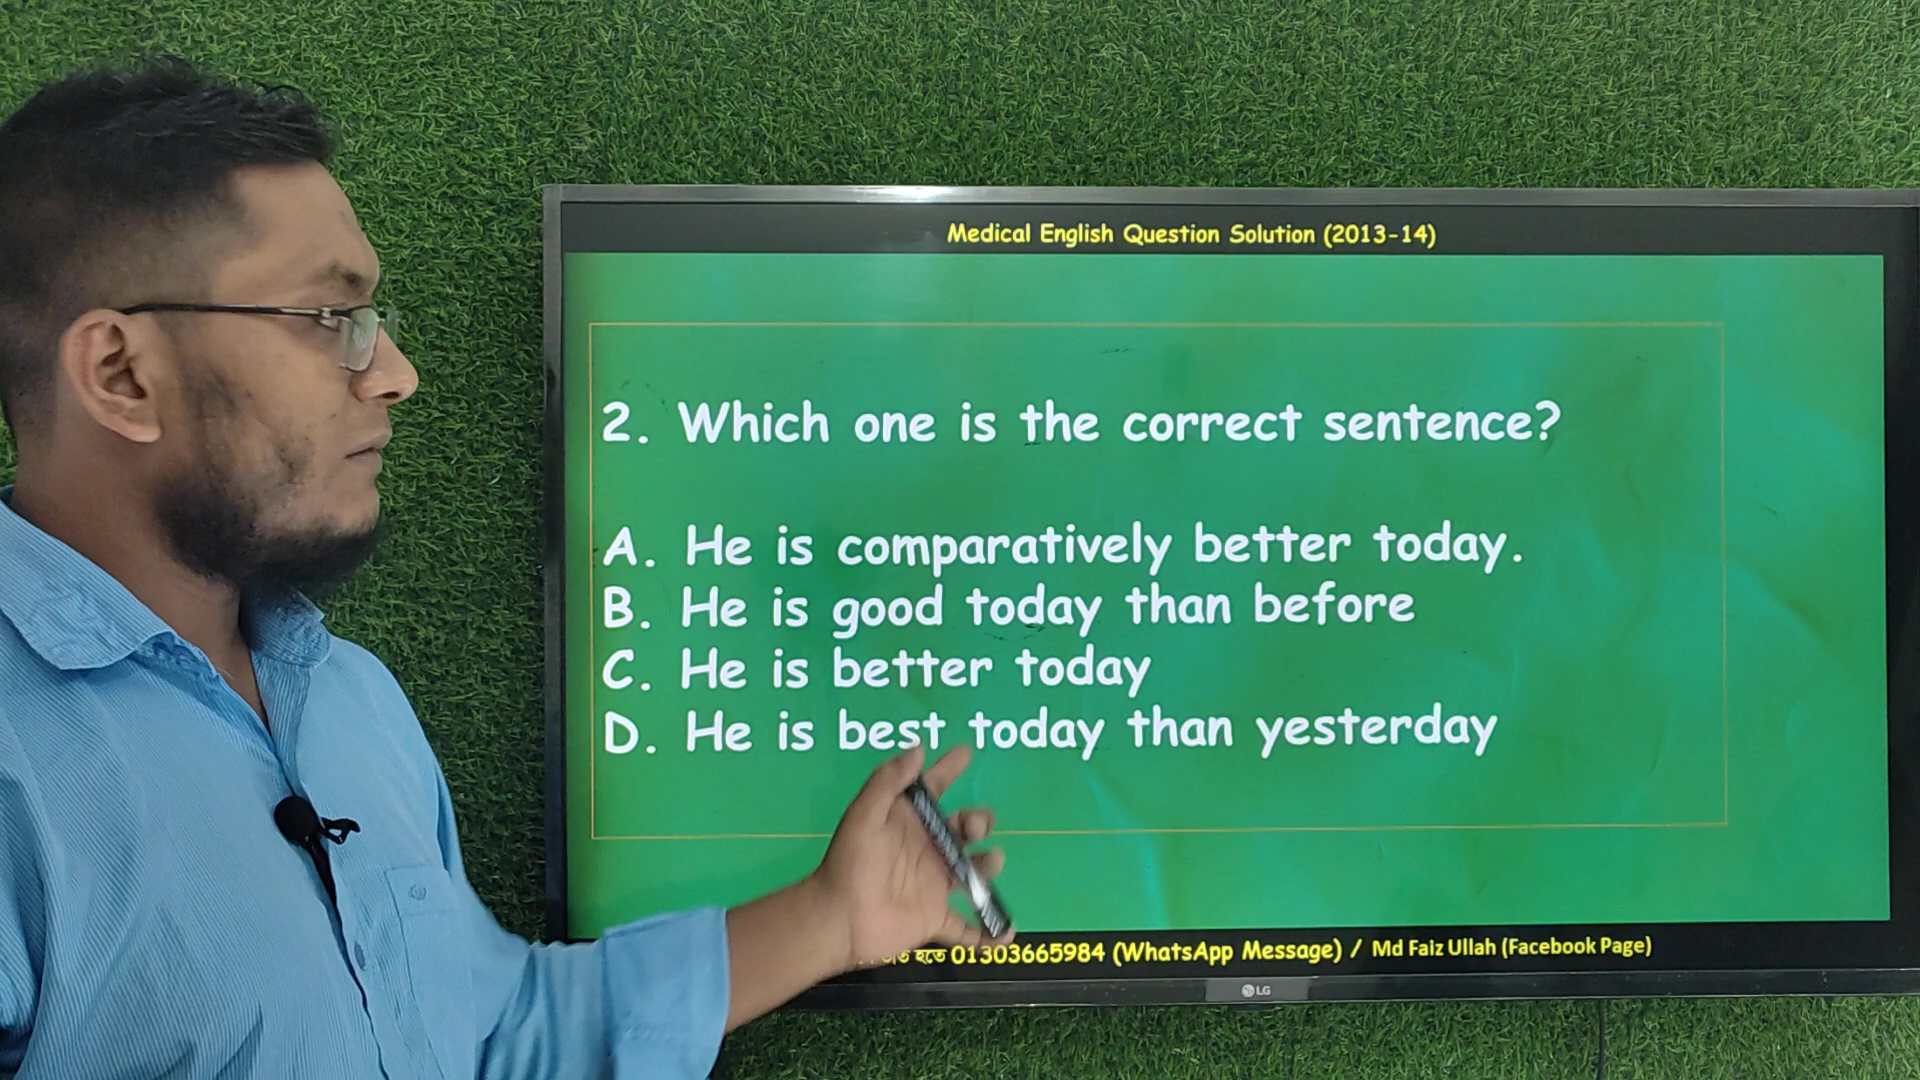 Medical English Question Solution (2013-14)
2. Which one is the correct sentence?
A. He is comparatively better today.
B. He is good today than before
C. He is better today
D. He is best today than yesterday
হতে 01303665984 (WhatsApp Message) / Md Faiz Ullah (Facebook Page)
LG